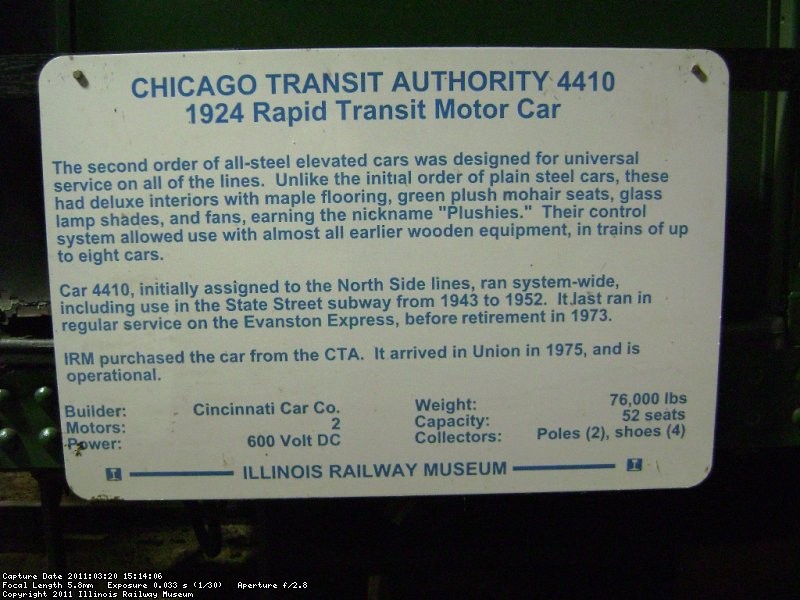 CHICAGO TRANSIT AUTHORITY 4410
1924 Rapid Transit Motor Car
The second order of all-steel elevated cars was designed for universal
service on all of the lines. Unlike the initial order of plain steel cars, these
had deluxe interiors with maple flooring, green plush mohair seats, glass
lamp shades, and fans, earning the nickname "Plushies." Their control
system allowed use with almost all earlier wooden equipment, in trains of up
to eight cars.
Car 4410, initially assigned to the North Side lines, ran system-wide,
including use in the State Street subway from 1943 to 1952. It last ran in
regular service on the Evanston Express, before retirement in 1973.
IRM purchased the car from the CTA. It arrived in Union in 1975, and is
operational.
Builder: Cincinnati Car Co. Weight: 76,000 lbs
Motors: 2 Capacity: 52 seats
Power: 600 Volt DC Collectors: Poles (2), shoes (4)
ILLINOIS RAILWAY MUSEUM
Capture Date 2011:03:20 15:14:06
Focal Length 5.8mm Exposure 0.033 s (1/30) Aperture f/2.8
Copyright 2011 Illinois Railway Museum